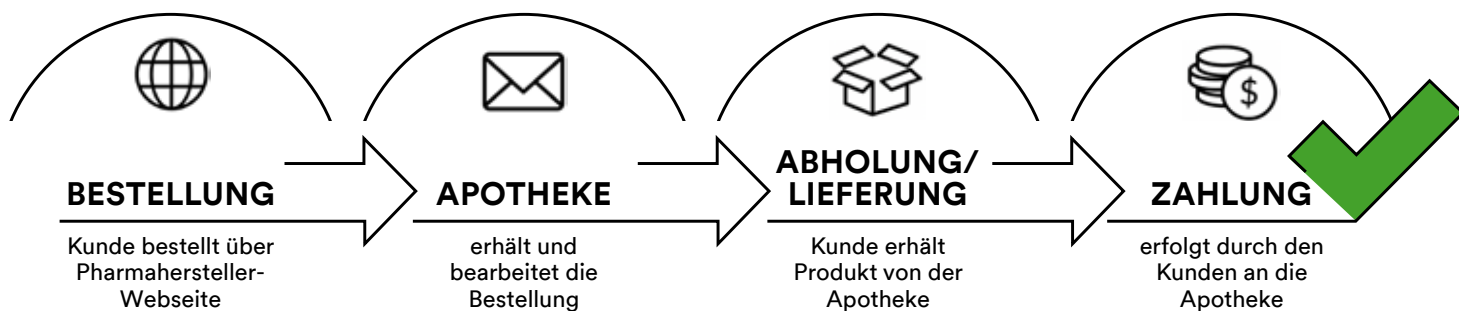 BESTELLUNG
Kunde bestellt über
Pharmahersteller-
Webseite
APOTHEKE
erhält und
bearbeitet die
Bestellung
ABHOLUNG/
LIEFERUNG
Kunde erhält
Produkt von der
Apotheke
$
ZAHLUNG
erfolgt durch den
Kunden an die
Apotheke